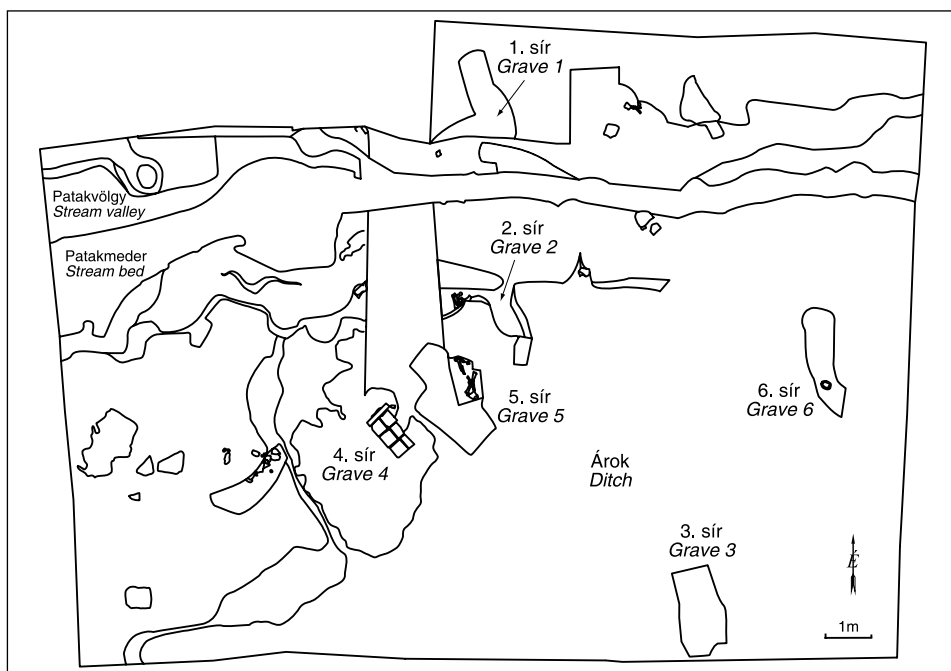 1. sír
Grave 1
Patakvölgy
Stream valley
2. sír
Grave 2
Patakmeder
Stream bed
5. sír
Grave 5
6. sír
Grave 6
4. sír
Grave 4
Árok
Ditch
3. sír
Grave 3
É
1m